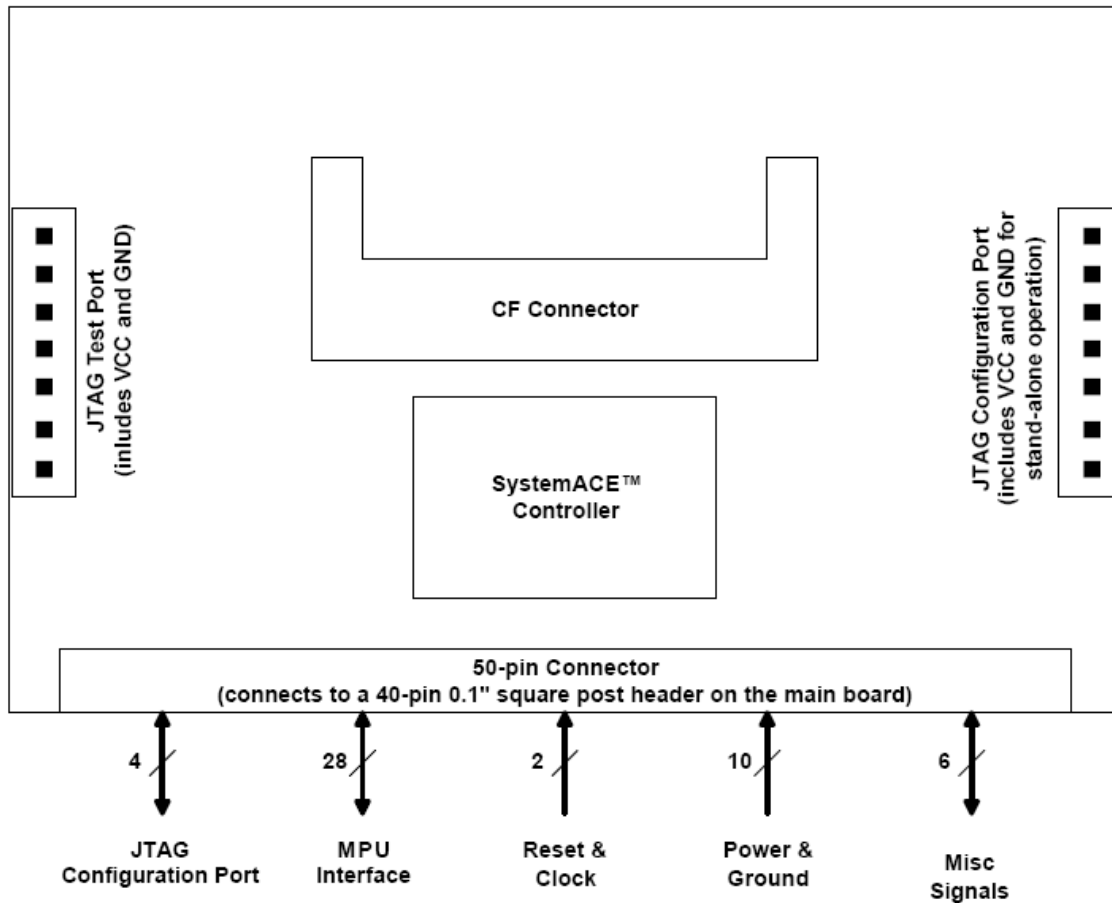 JTAG Test Port
(inludes VCC and GND)
CF Connector
JTAG Configuration Port
(includes VCC and GND for
stand-alone operation)
SystemACE™
Controller
50-pin Connector
(connects to a 40-pin 0.1" square post header on the main board)
4
28
2
10
6
JTAG
Configuration Port
MPU
Interface
Reset &
Clock
Power &
Ground
Misc
Signals